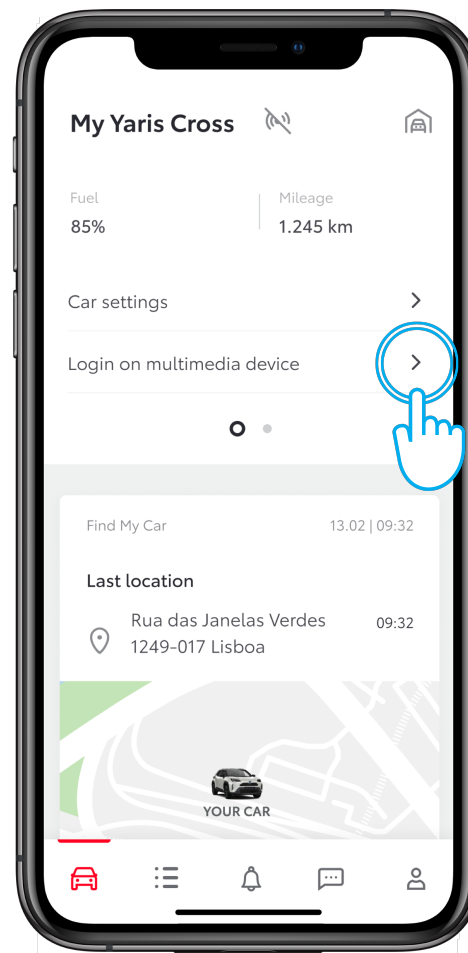 My Yaris Cross
Fuel
Mileage
85%
1.245 km
Car settings
Login on multimedia device
Find My Car
13.02 | 09:32
Last location
Rua das Janelas Verdes
09:32
1249-017 Lisboa
YOUR CAR